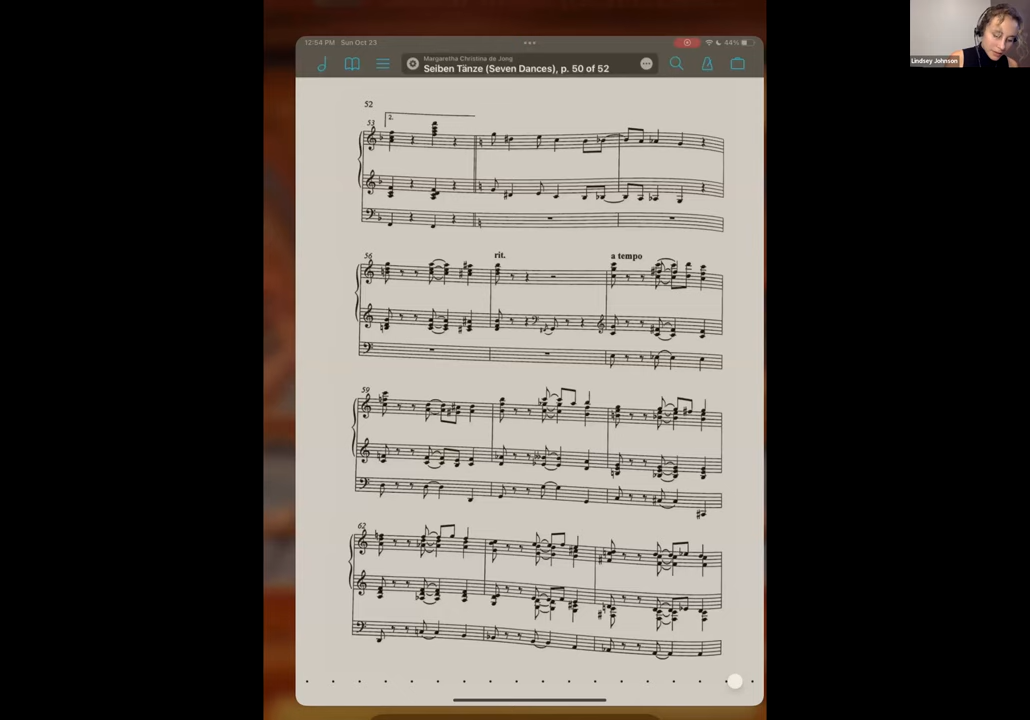 12:54 PM Sun Oct 23
44%
Margaretha Christina de Jong
Seiben Tänze (Seven Dances), p. 50 of 52
Lindsey Johnson
52
2.
53
56
rit.
a tempo
59
62